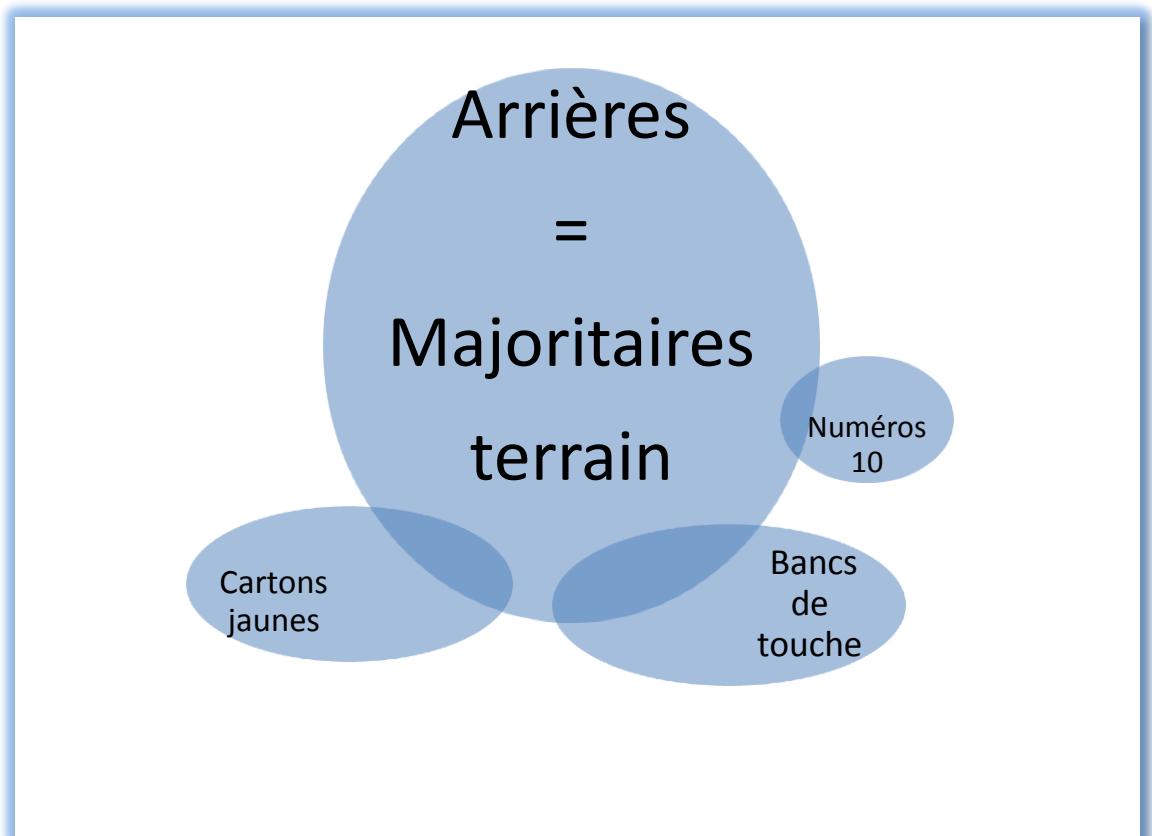 Arrières
=
Majoritaires
terrain
Numéros
10
Cartons
jaunes
Bancs
de
touche